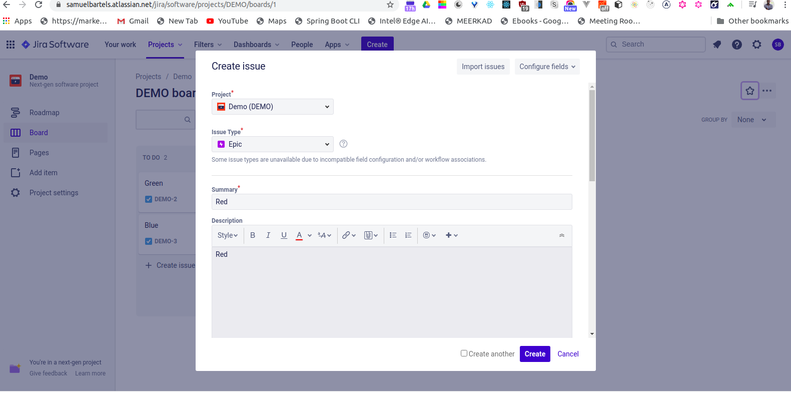 samuelbartels.atlassian.net/jira/software/projects/DEMO/boards/1
Apps https://marke... Gmail New Tab YouTube Maps Spring Boot CLI Intel® Edge AI... MEERKAD Ebooks - Goog... Meeting Roo... Other bookmarks
Jira Software Your work Projects Filters Dashboards People Apps Create Search
Demo
Next-gen software project
Roadmap
Board
Pages
Add item
Project settings
You're in a next-gen project
Give feedback Learn more
Projects / Demo
DEMO boar
GROUP BY None
TO DO 2
Green
DEMO-2
Blue
DEMO-3
+ Create issue
Create issue
Import issues Configure fields
Project*
Demo (DEMO)
Issue Type*
Epic
Some issue types are unavailable due to incompatible field configuration and/or workflow associations.
Summary*
Red
Description
Style B I U A
Red
Create another Create Cancel